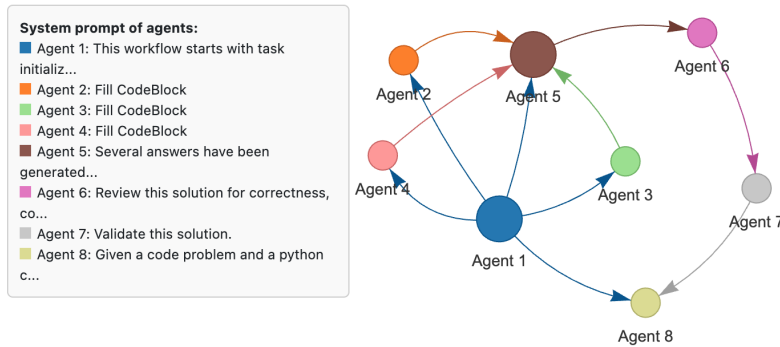 System prompt of agents:
Agent 1: This workflow starts with task
initializ...
Agent 2: Fill CodeBlock
Agent 3: Fill CodeBlock
Agent 4: Fill CodeBlock
Agent 5: Several answers have been
generated...
Agent 6: Review this solution for correctness,
co...
Agent 7: Validate this solution.
Agent 8: Given a code problem and a python
c...
Agent 6
Agent 2
Agent 5
Agent 4
Agent 3
Agent 7
Agent 1
Agent 8